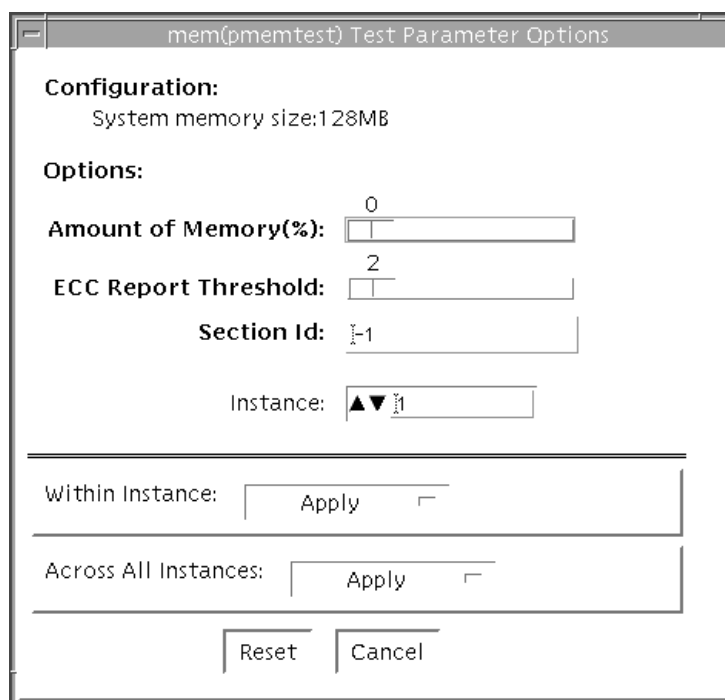 mem(pmemtest) Test Parameter Options
Configuration:
System memory size:128MB
Options:
0
Amount of Memory(%):
2
ECC Report Threshold:
Section Id: -1
Instance: ▲▼ 1
Within Instance: Apply
Across All Instances: Apply
Reset Cancel